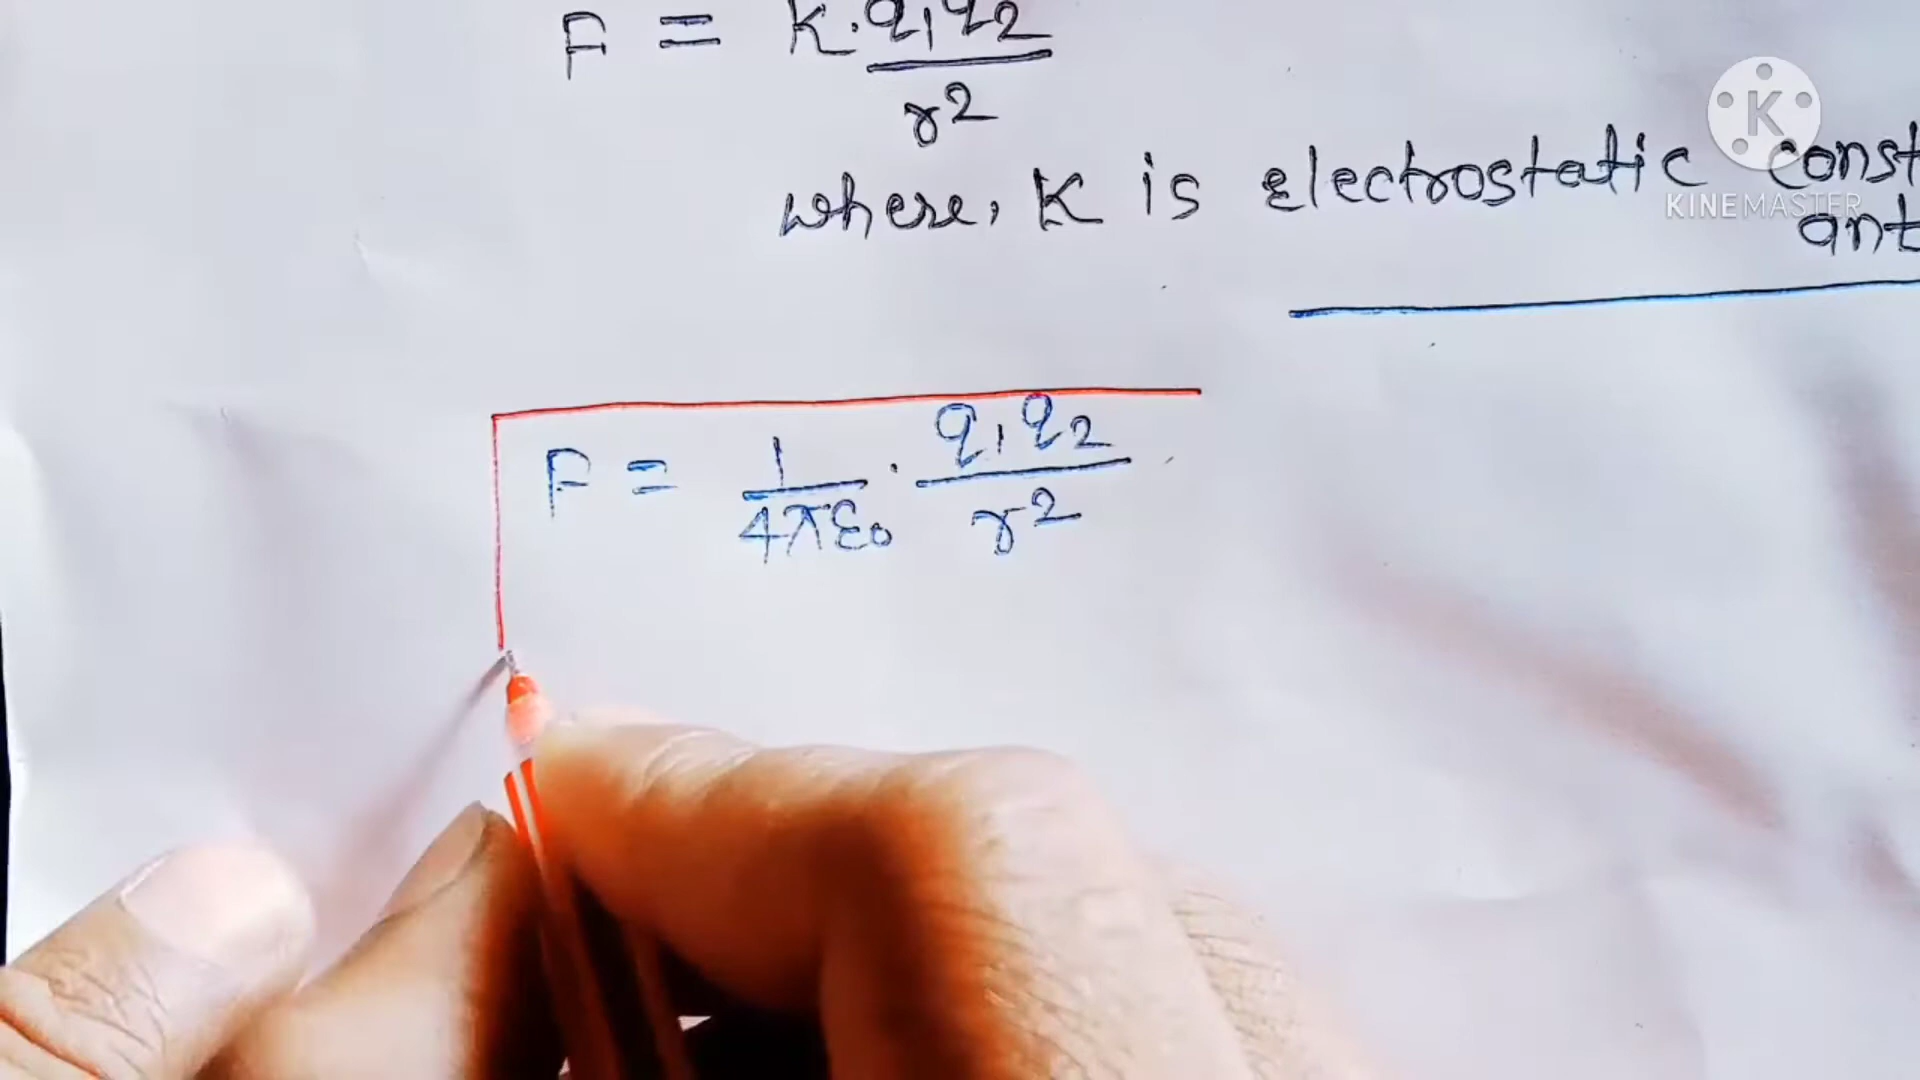 F = K.q1q2/r2
where, K is electrostatic const
ant
K
KINEMASTER
F = 1/4πε0 . q1q2/r2